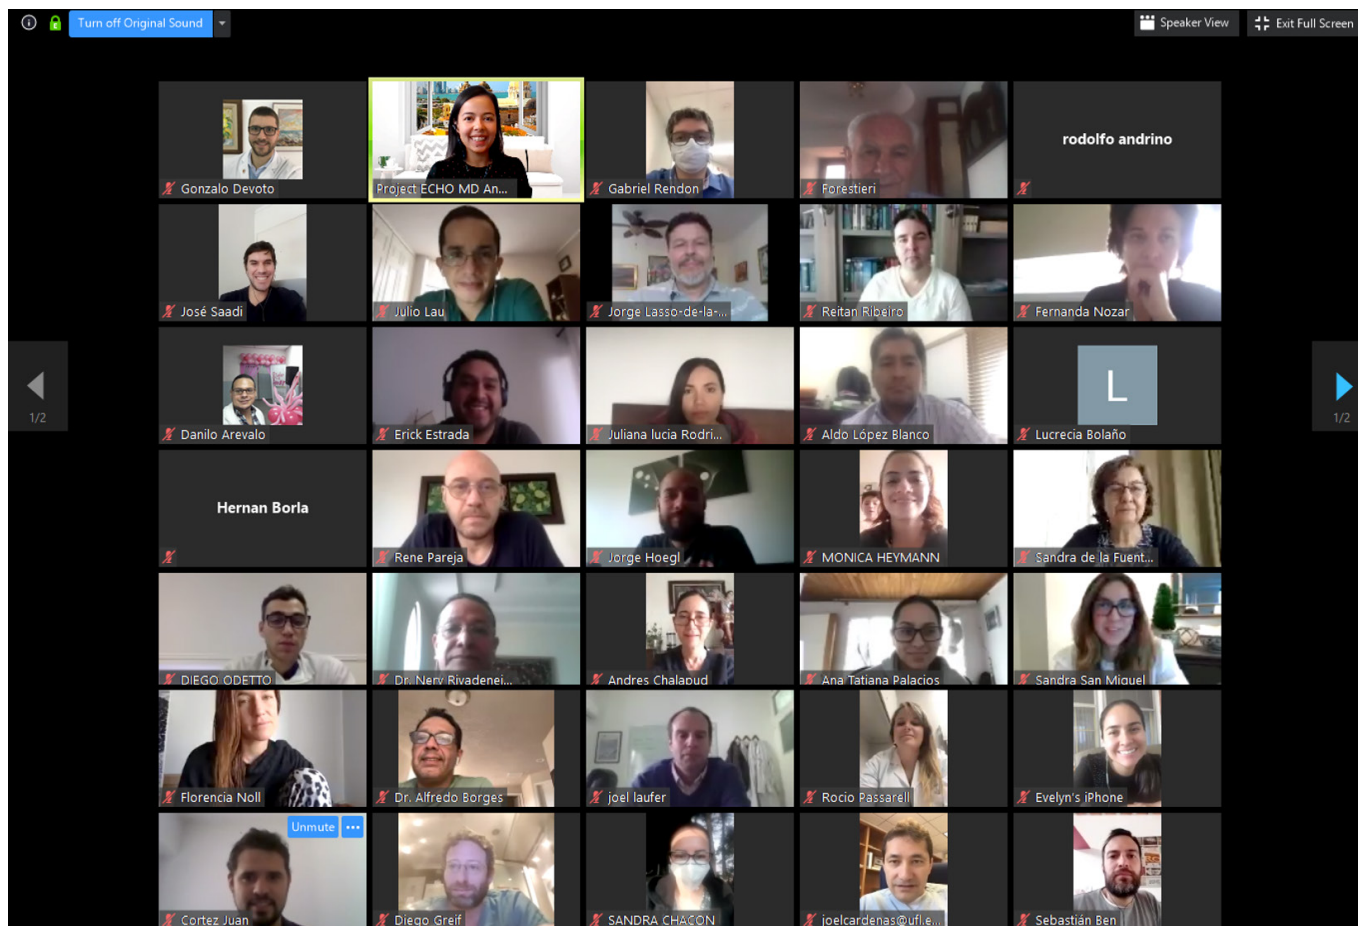 Turn off Original Sound
Speaker View
Exit Full Screen
Gonzalo Devoto
Project ECHO MD An...
Gabriel Rendon
Forestieri
rodolfo andrino
José Saadi
Julio Lau
Jorge Lasso-de-la-...
Reitan Ribeiro
Fernanda Nozar
1/2
1/2
L
Danilo Arevalo
Erick Estrada
Juliana lucia Rodri...
Aldo López Blanco
Lucrecia Bolaño
Hernan Borla
Rene Pareja
Jorge Hoegl
MONICA HEYMANN
Sandra de la Fuent...
DIEGO ODETTO
Dr. Nery Rivadenei...
Andres Chalapud
Ana Tatiana Palacios
Sandra San Miguel
Florencia Noll
Dr. Alfredo Borges
joel laufer
Rocio Passarell
Evelyn's iPhone
Unmute
Cortez Juan
Diego Greif
SANDRA CHACON
joelcardenas@ufl.e...
Sebastián Ben